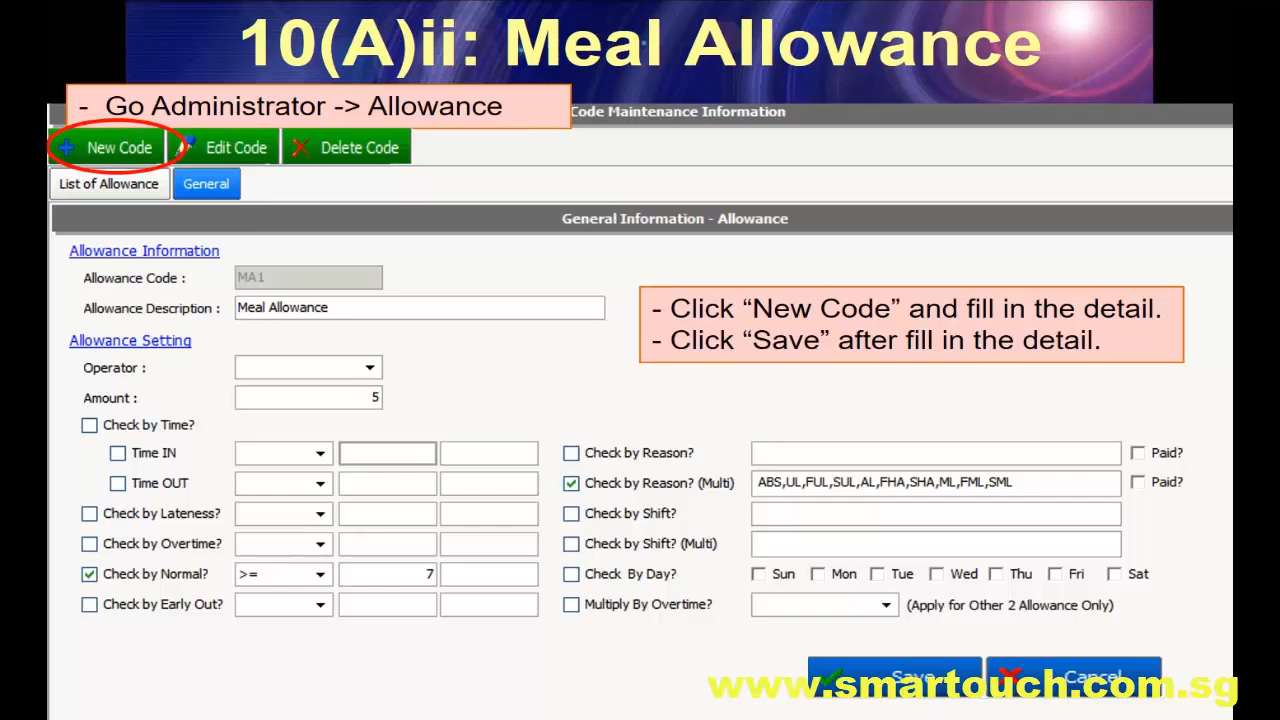 10(A)ii: Meal Allowance
- Go Administrator -> Allowance
Code Maintenance Information
New Code Edit Code Delete Code
List of Allowance General
General Information - Allowance
Allowance Information
Allowance Code : MA1
Allowance Description : Meal Allowance
- Click “New Code” and fill in the detail.
- Click “Save” after fill in the detail.
Allowance Setting
Operator :
Amount : 5
Check by Time?
Time IN Check by Reason? Paid?
Time OUT Check by Reason? (Multi) ABS,UL,FUL,SUL,AL,FHA,SHA,ML,FML,SML Paid?
Check by Lateness? Check by Shift?
Check by Overtime? Check by Shift? (Multi)
Check by Normal? >= 7 Check By Day? Sun Mon Tue Wed Thu Fri Sat
Check by Early Out? Multiply By Overtime? (Apply for Other 2 Allowance Only)
Save Cancel
www.smartouch.com.sg